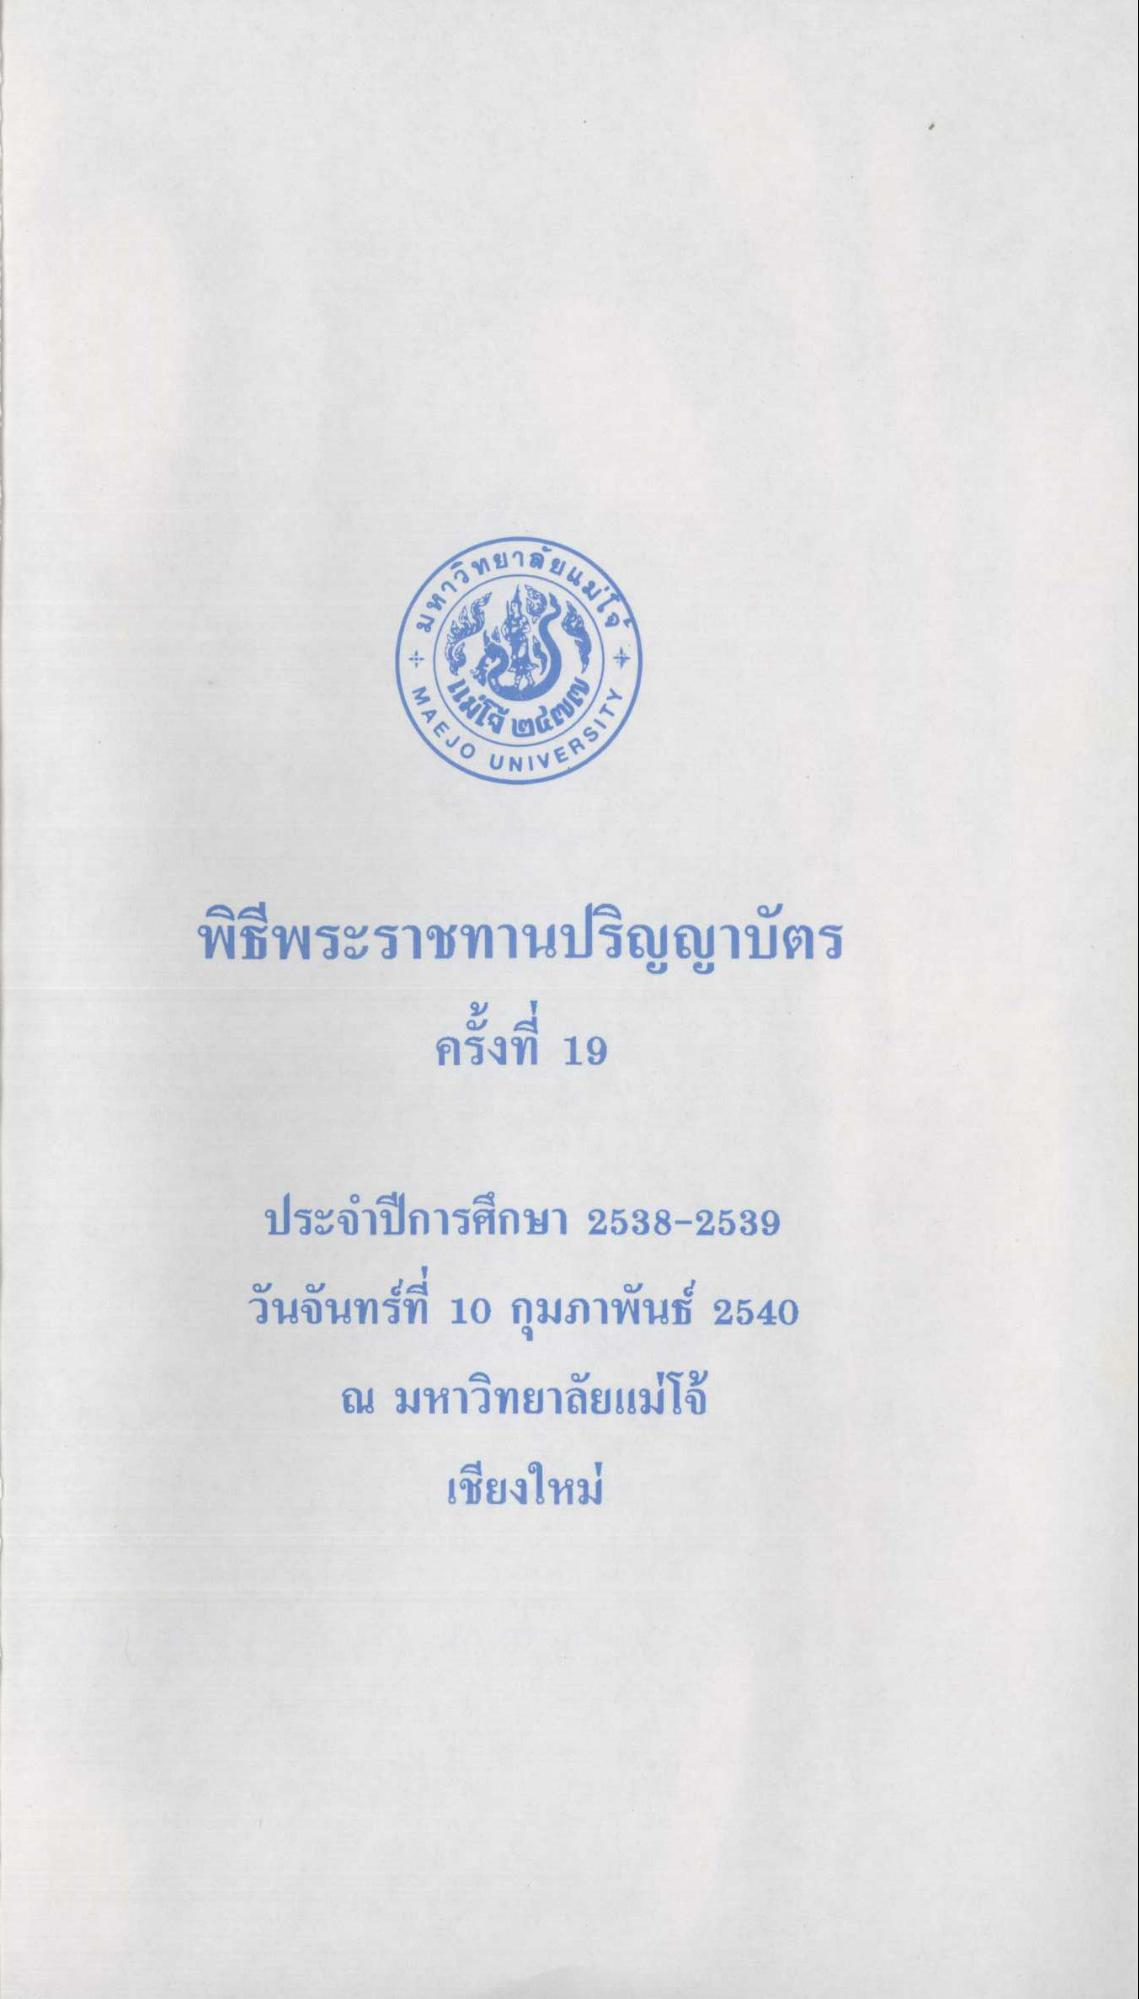 มหาวิทยาลัยแม่โจ้
แม่โจ้ ๒๔๗๗
MAEJO UNIVERSITY
พิธีพระราชทานปริญญาบัตร
ครั้งที่ 19
ประจำปีการศึกษา 2538-2539
วันจันทร์ที่ 10 กุมภาพันธ์ 2540
ณ มหาวิทยาลัยแม่โจ้
เชียงใหม่